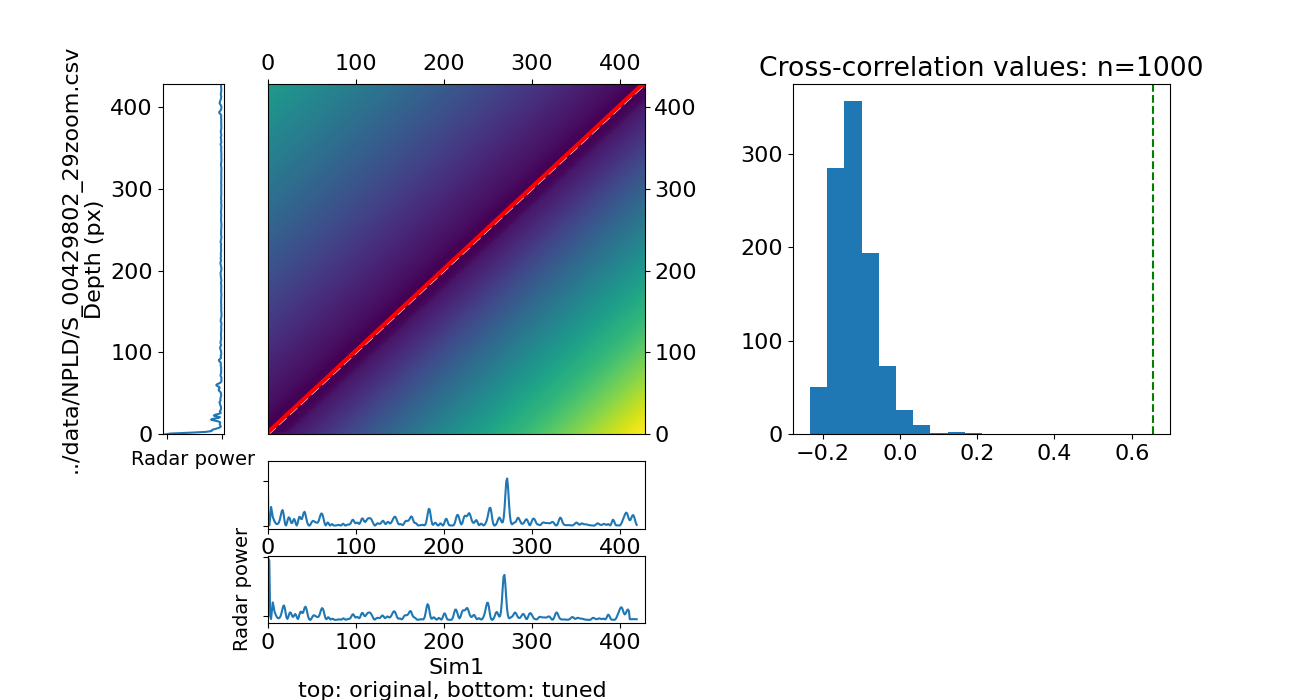 0 100 200 300 400
Cross-correlation values: n=1000
../data/NPLD/S_00429802_29zoom.csv
Depth (px)
400 400
300 300
200 200
100 100
0 0
Radar power
300
200
100
0
−0.2 0.0 0.2 0.4 0.6
0 100 200 300 400
Radar power
0 100 200 300 400
Sim1
top: original, bottom: tuned